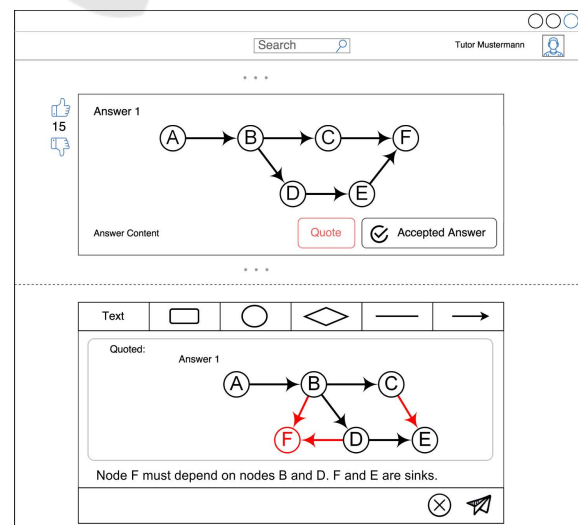 Search
Tutor Mustermann
Answer 1
15
A
B
C
F
D
E
Answer Content
Quote
Accepted Answer
Text
Quoted:
Answer 1
A
B
C
F
D
E
Node F must depend on nodes B and D. F and E are sinks.